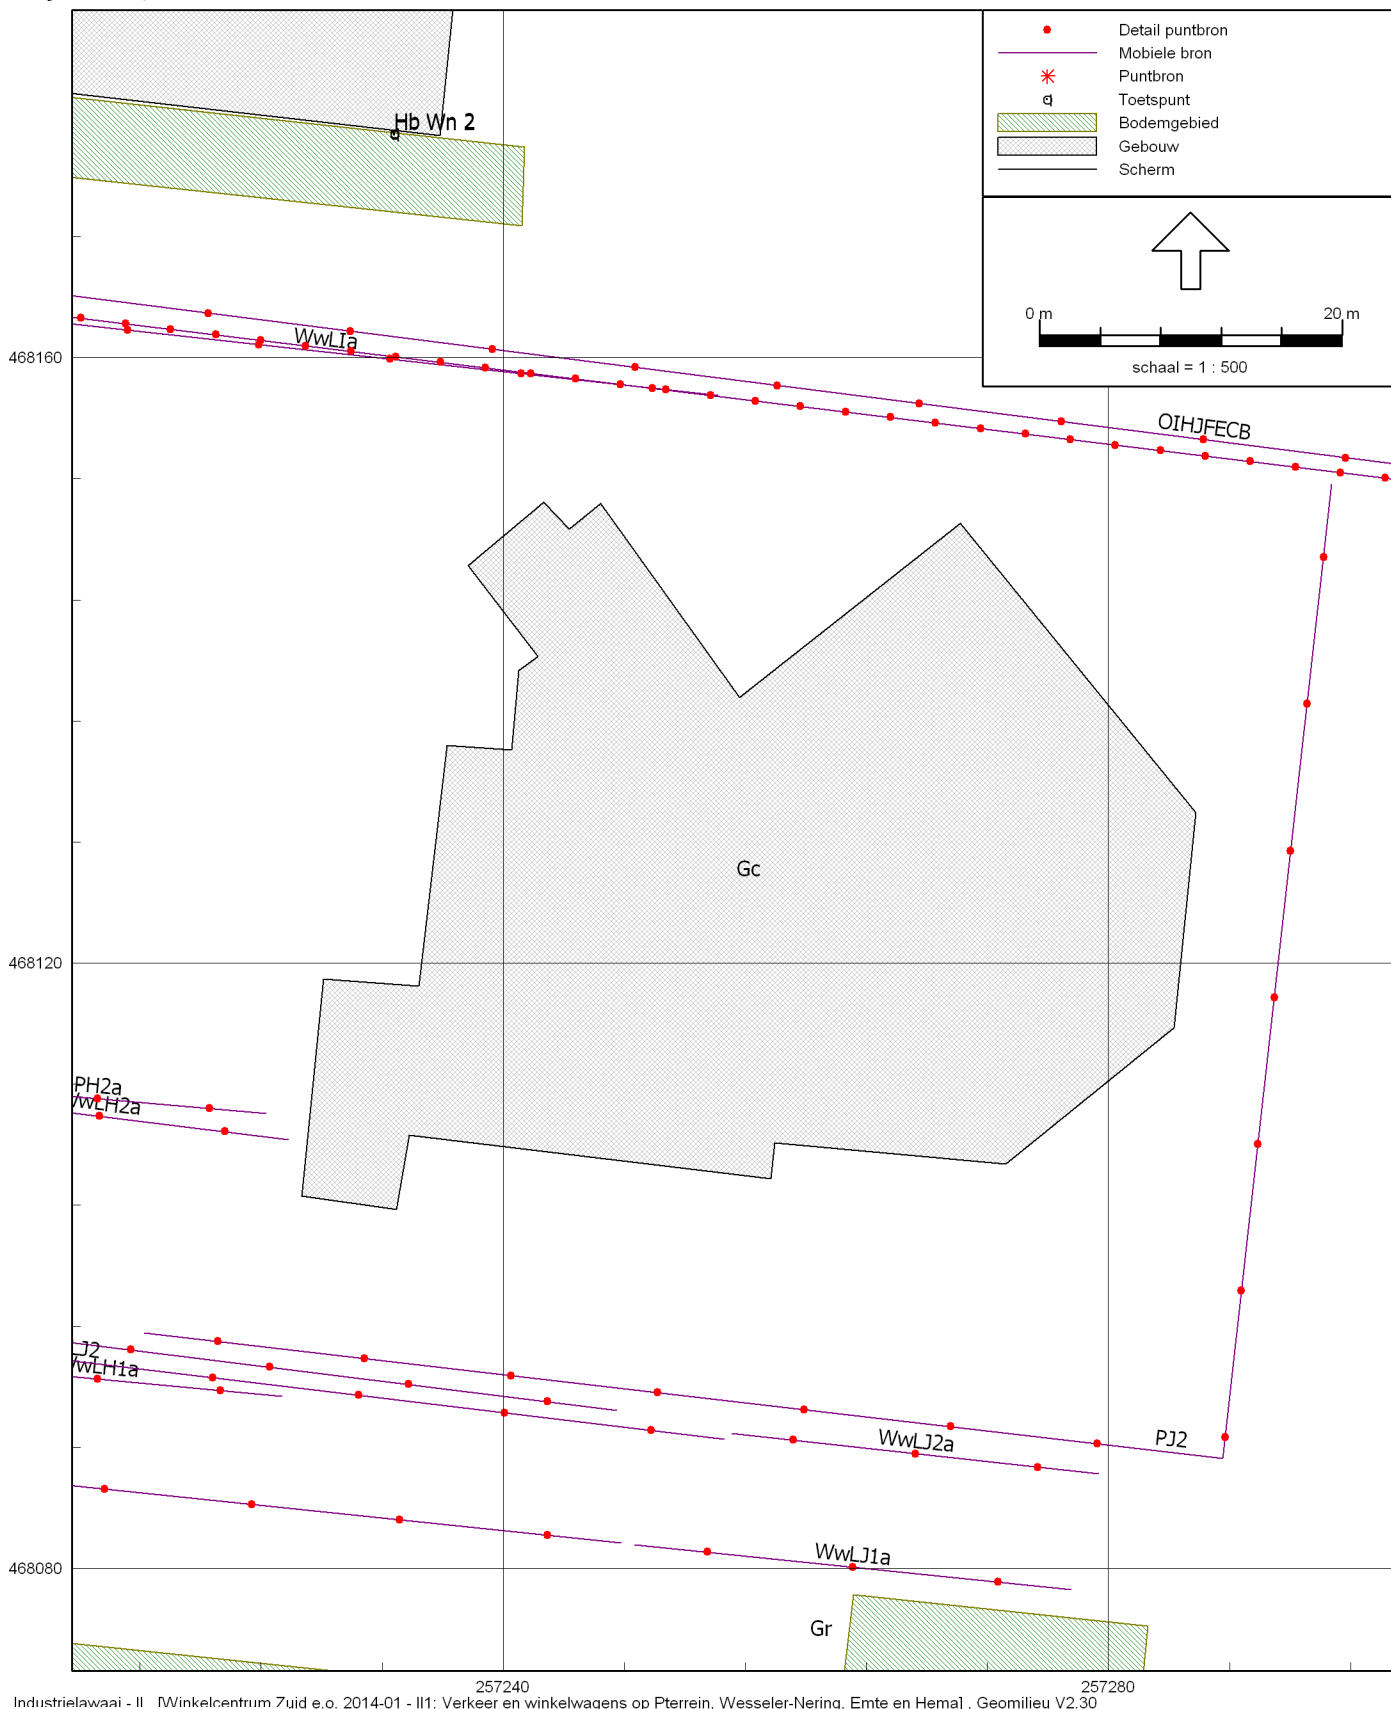 Detail puntbron
Mobiele bron
Puntbron
Toetspunt
Bodemgebied
Gebouw
Scherm
0 m 20 m
schaal = 1 : 500
Hb Wn 2
WwLIa
468160
OIHJFECB
Gc
468120
PH2a
wLH2a
J2
wLH1a
PJ2
WwLJ2a
WwLJ1a
468080
Gr
257240 257280
Industrielawaai - IL, [Winkelcentrum Zuid e.o. 2014-01 - II1: Verkeer en winkelwagens op Pterrein, Wesseler-Nering, Emte en Hema] , Geomilieu V2.30